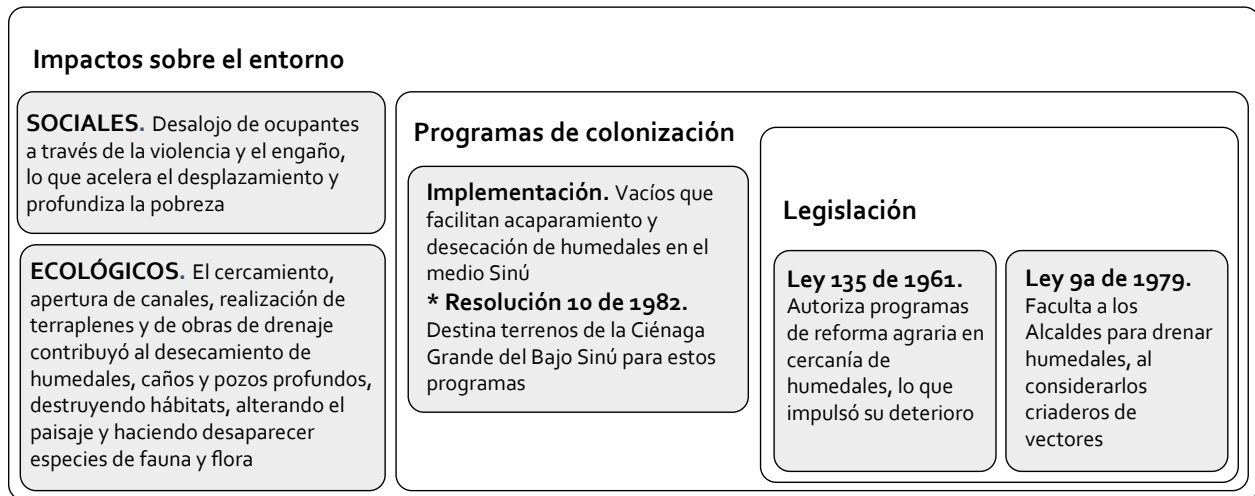 Impactos sobre el entorno
SOCIALES. Desalojo de ocupantes
a través de la violencia y el engaño,
lo que acelera el desplazamiento y
profundiza la pobreza
ECOLÓGICOS. El cercamiento,
apertura de canales, realización de
terraplenes y de obras de drenaje
contribuyó al desecamiento de
humedales, caños y pozos profundos,
destruyendo hábitats, alterando el
paisaje y haciendo desaparecer
especies de fauna y flora
Programas de colonización
Implementación. Vacíos que
facilitan acaparamiento y
desecación de humedales en el
medio Sinú
* Resolución 10 de 1982.
Destina terrenos de la Ciénaga
Grande del Bajo Sinú para estos
programas
Legislación
Ley 135 de 1961.
Autoriza programas
de reforma agraria en
cercanía de
humedales, lo que
impulsó su deterioro
Ley 9a de 1979.
Faculta a los
Alcaldes para drenar
humedales, al
considerarlos
criaderos de
vectores